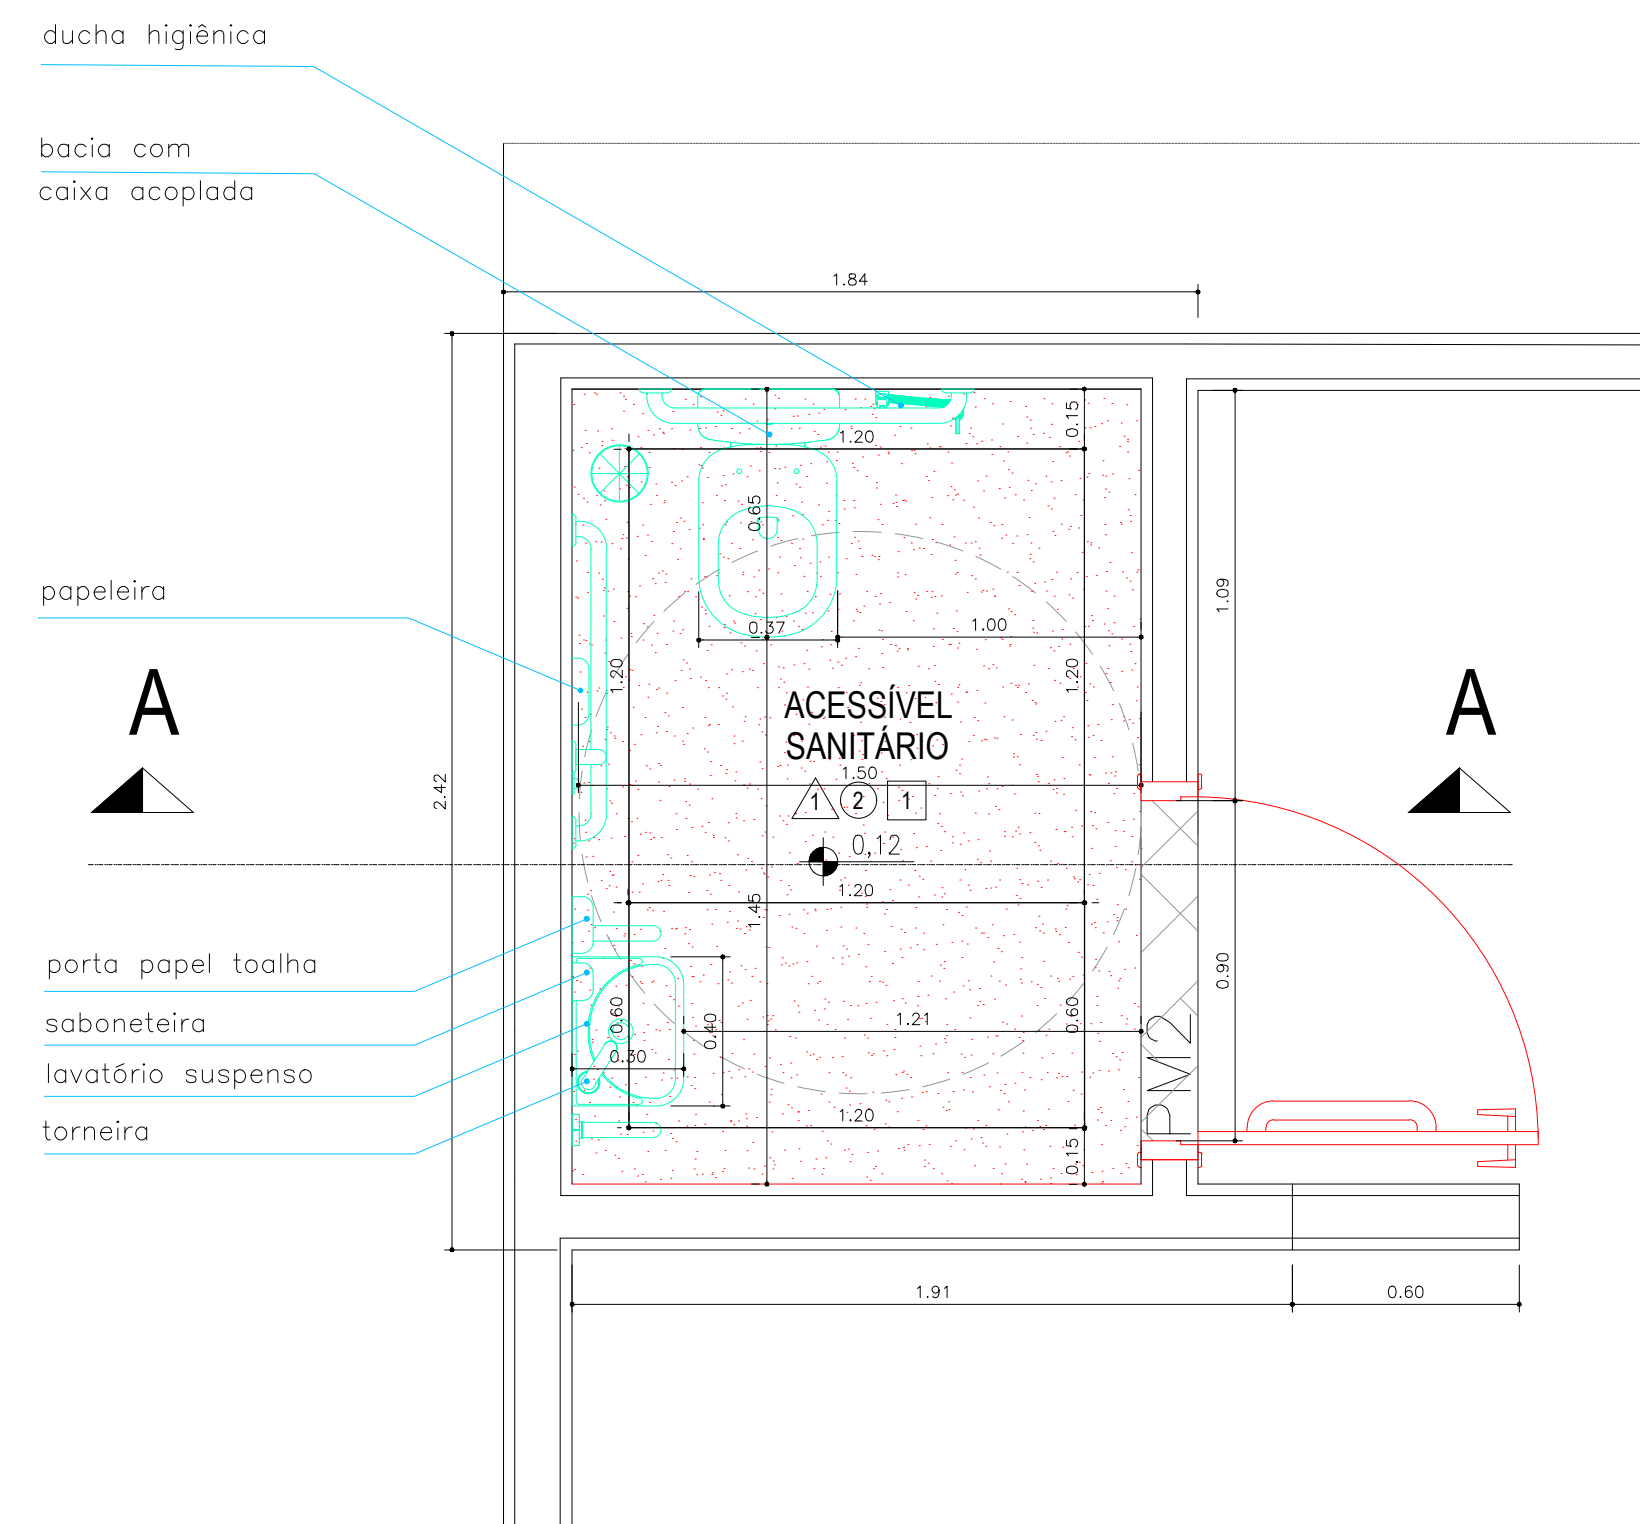 ducha higiênica
bacia com
caixa acoplada
1.84
1.20
0.15
0.65
papeleira
1.09
0.37
1.00
1.20
1.20
A
ACESSÍVEL
SANITÁRIO
A
1.50
2.42
1
2
1
0,12
1.20
1.45
porta papel toalha
0.90
saboneteira
0.60
0.40
1.21
0.60
PM2
0.30
lavatório suspenso
1.20
torneira
0.15
1.91
0.60